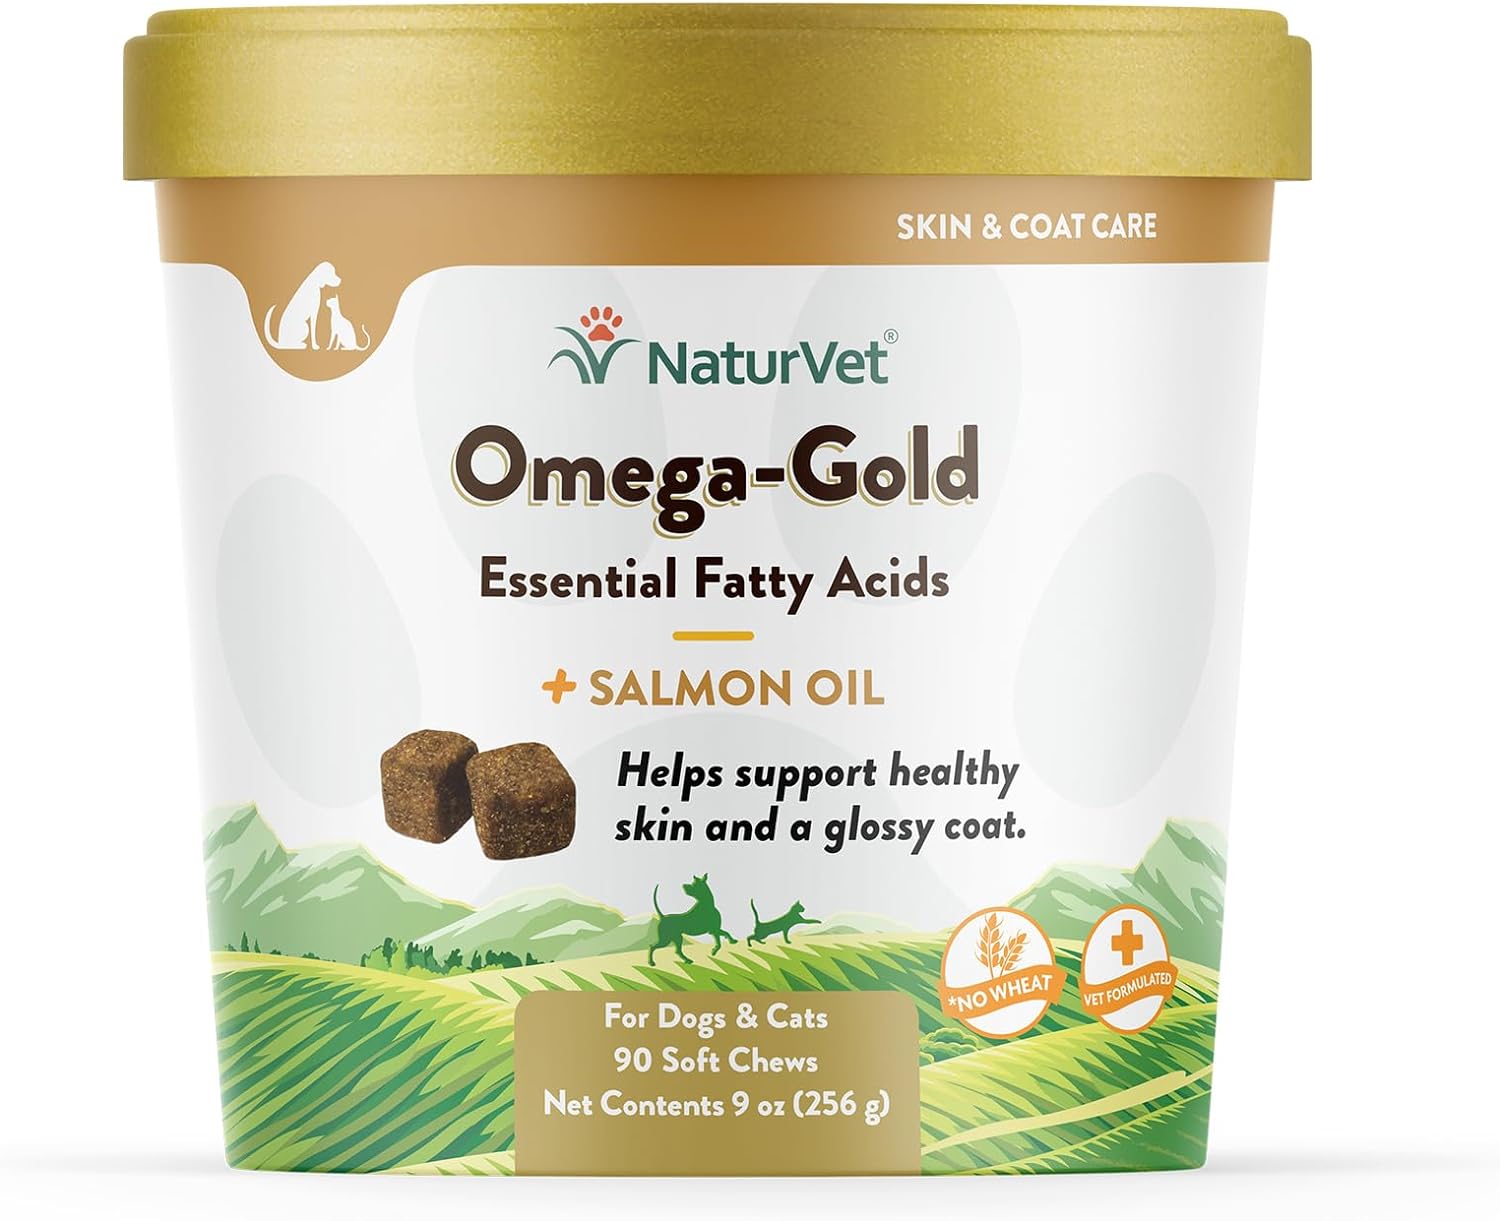 SKIN & COAT CARE
NaturVet®
Omega-Gold
Essential Fatty Acids
+ SALMON OIL
Helps support healthy
skin and a glossy coat.
*NO WHEAT
VET FORMULATED
For Dogs & Cats
90 Soft Chews
Net Contents 9 oz (256 g)